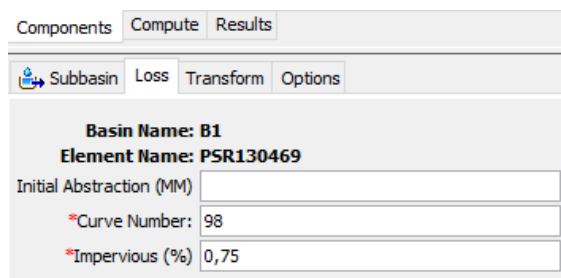 Components Compute Results
Subbasin Loss Transform Options
Basin Name: B1
Element Name: PSR130469
Initial Abstraction (MM)
*Curve Number: 98
*Impervious (%) 0,75